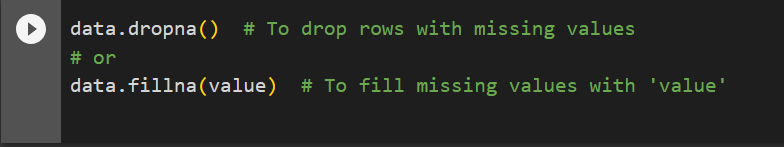 data.dropna()  # To drop rows with missing values
# or
data.fillna(value)  # To fill missing values with 'value'